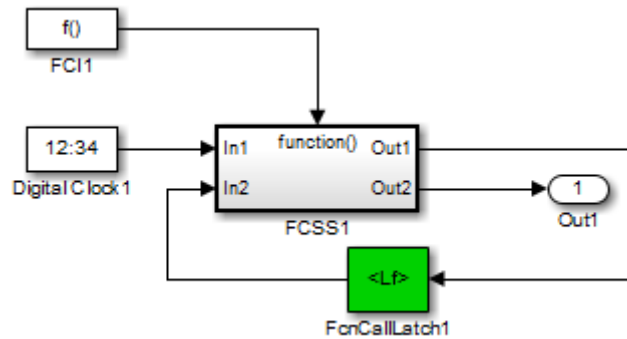 f()
FCI1
12:34
Digital Clock1
In1
function()
Out1
In2
Out2
FCSS1
1
Out1
<Lf>
FcnCallLatch1